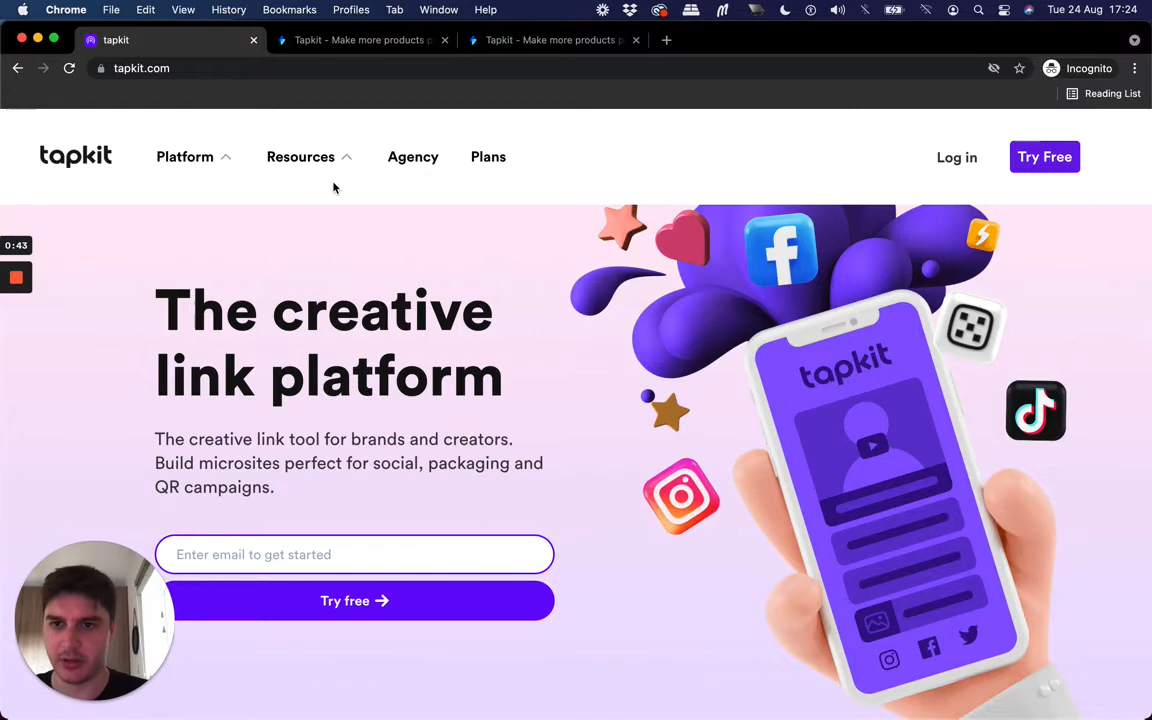 Chrome File Edit View History Bookmarks Profiles Tab Window Help Tue 24 Aug 17:24
tapkit Tapkit - Make more products p Tapkit - Make more products p
tapkit.com Incognito
Reading List
tapkit Platform Resources Agency Plans Log in Try Free
0:43
The creative
link platform
The creative link tool for brands and creators.
Build microsites perfect for social, packaging and
QR campaigns.
Enter email to get started
Try free →
tapkit